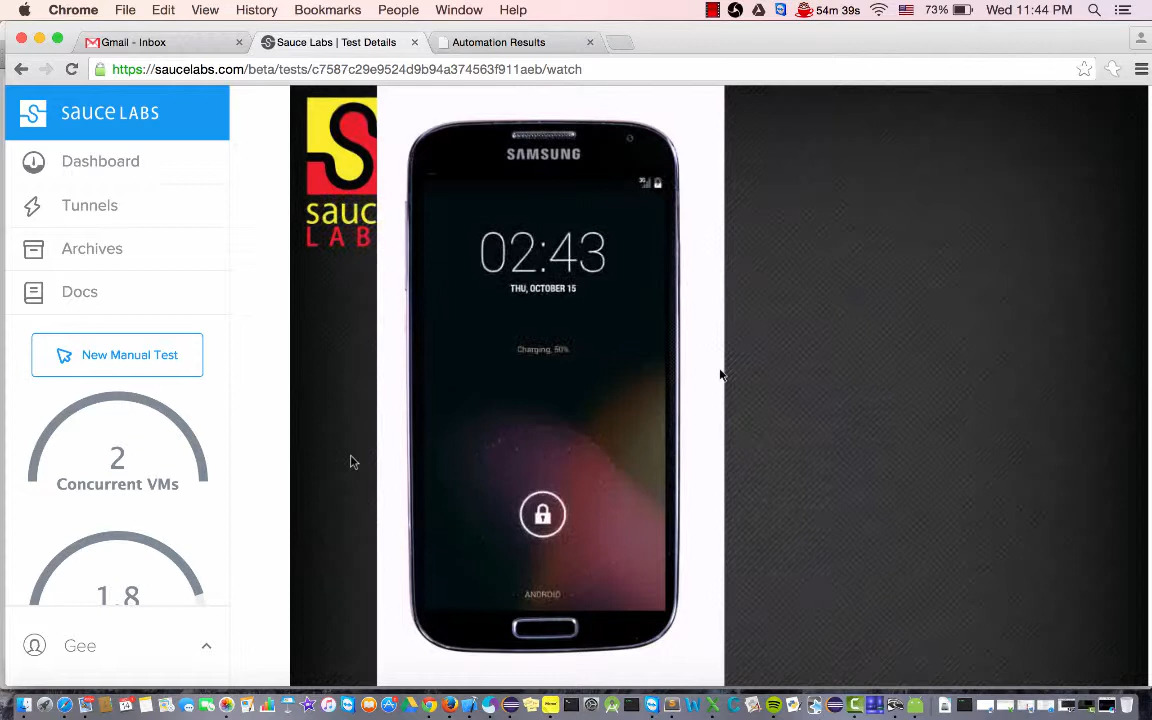 Chrome File Edit View History Bookmarks People Window Help 54m 39s 73% Wed 11:44 PM
Gmail - Inbox Sauce Labs | Test Details Automation Results
https://saucelabs.com/beta/tests/c7587c29e9524d9b94a374563f911aeb/watch
sauce LABS
Dashboard
Tunnels
Archives
Docs
New Manual Test
2
Concurrent VMs
1.8
Gee
sauc
LAB
SAMSUNG
3G
02:43
THU, OCTOBER 15
Charging, 50%
ANDROID